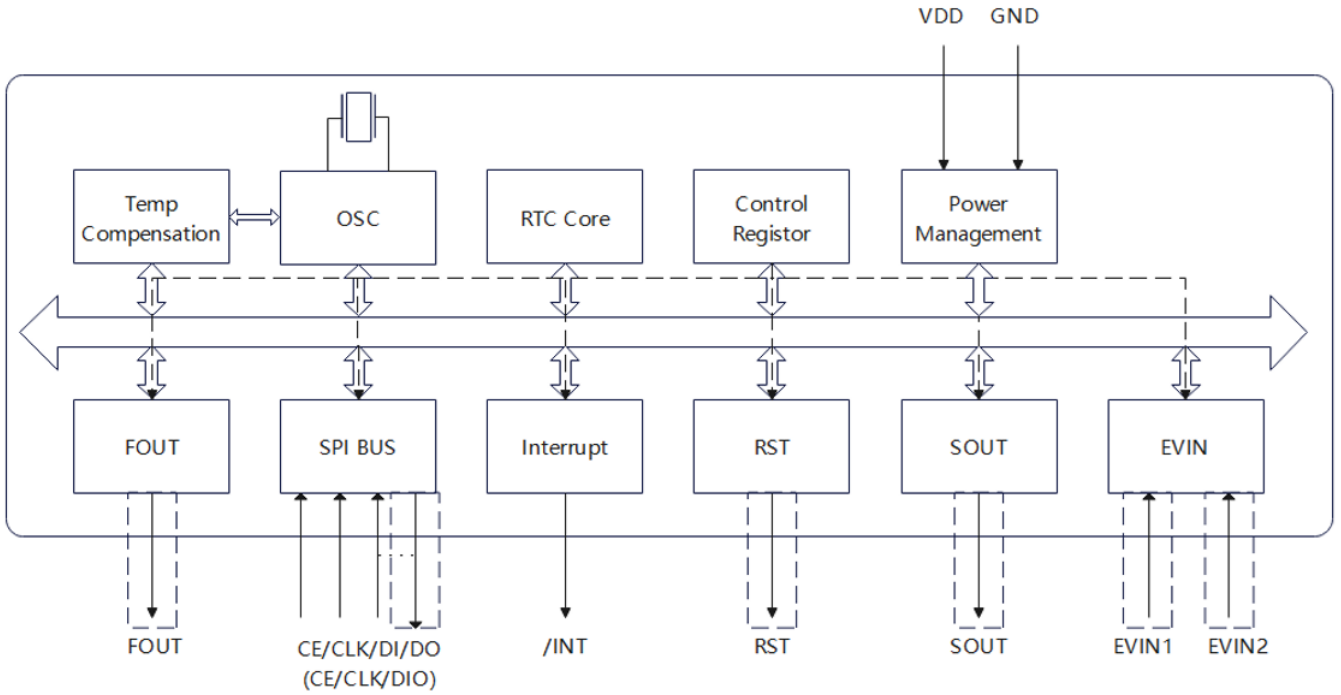 VDD GND
Temp
Compensation
OSC
RTC Core
Control
Registor
Power
Management
FOUT
SPI BUS
Interrupt
RST
SOUT
EVIN
FOUT
CE/CLK/DI/DO
(CE/CLK/DIO)
/INT
RST
SOUT
EVIN1
EVIN2